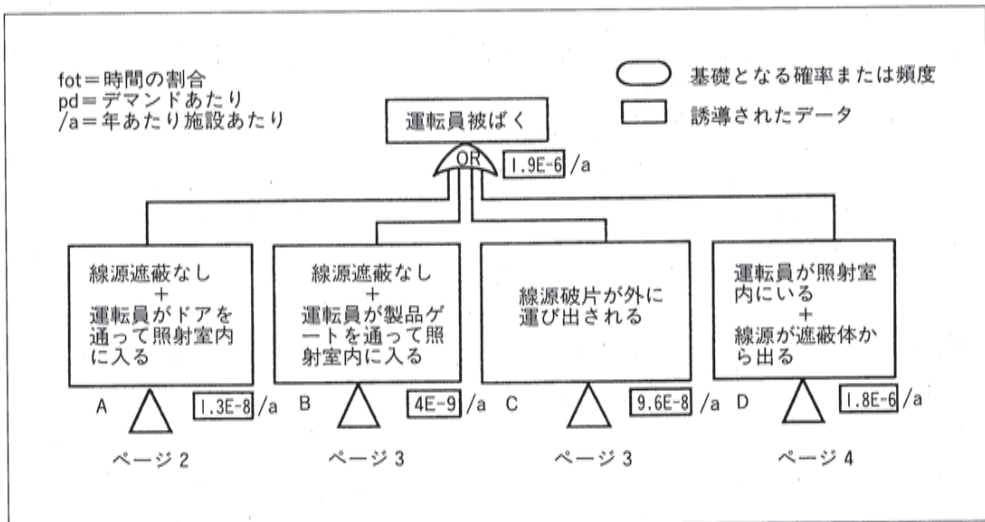 fot=時間の割合
pd=デマンドあたり
/a=年あたり施設あたり
基礎となる確率または頻度
誘導されたデータ
運転員被ばく
OR
1.9E-6 /a
線源遮蔽なし
+
運転員がドアを
通って照射室内
に入る
A
1.3E-8 /a
ページ 2
線源遮蔽なし
+
運転員が製品ゲ
ートを通って照
射室内に入る
B
4E-9 /a
ページ 3
線源破片が外に
運び出される
C
9.6E-8 /a
ページ 3
運転員が照射室
内にいる
+
線源が遮蔽体か
ら出る
D
1.8E-6 /a
ページ 4